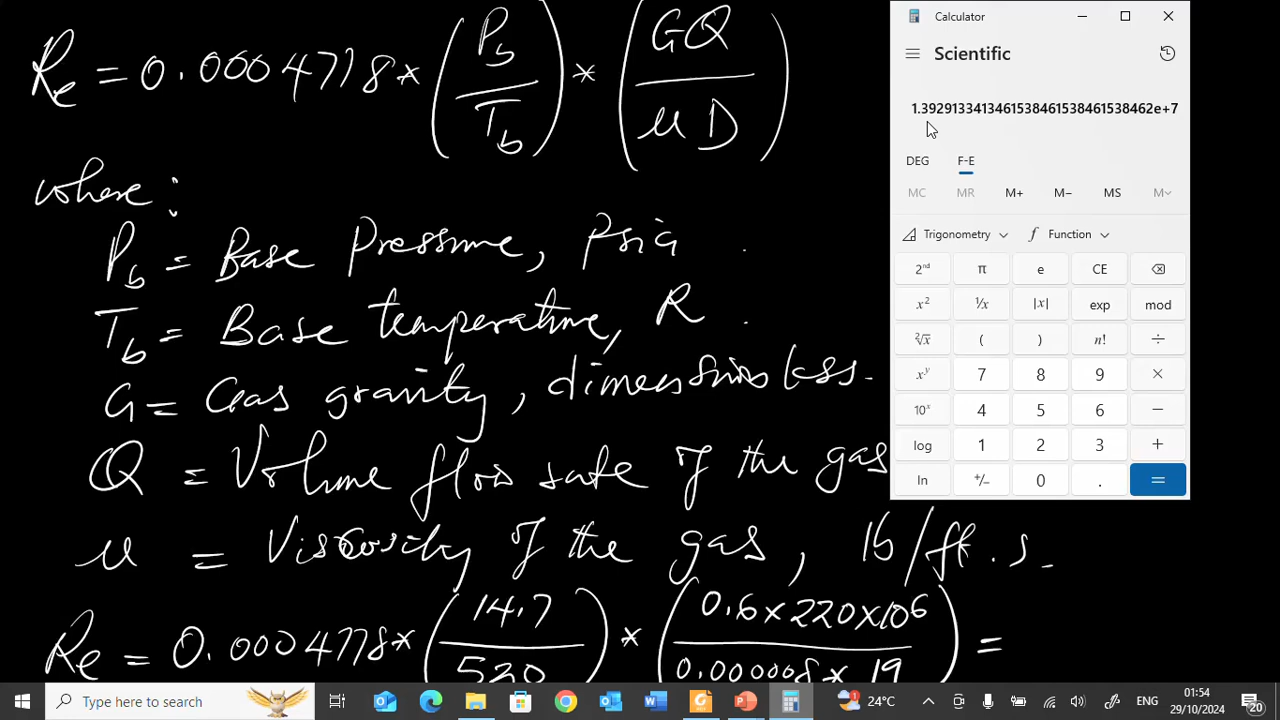 Re = 0.0004778* (Pb/Tb) * (GQ/μD)
where :
Pb = Base Pressure, Psia .
Tb = Base temperature, R .
G = Gas gravity, dimensionless.
Q = Volume flow rate of the gas
μ = Viscosity of the gas, lb/ft.s.
Re = 0.0004778* (14.7/520) * (0.6×220×10⁶/0.000008×19) =
Calculator
Scientific
1.3929133413461538461538461538462e+7
DEG F-E
MC MR M+ M− MS M
Trigonometry f Function
2nd π e CE
x² ¹/x |x| exp mod
²√x ( ) n! ÷
xʸ 7 8 9 ×
10ˣ 4 5 6 −
log 1 2 3 +
ln +/− 0 . =
Type here to search
24°C
ENG
01:54
29/10/2024
20